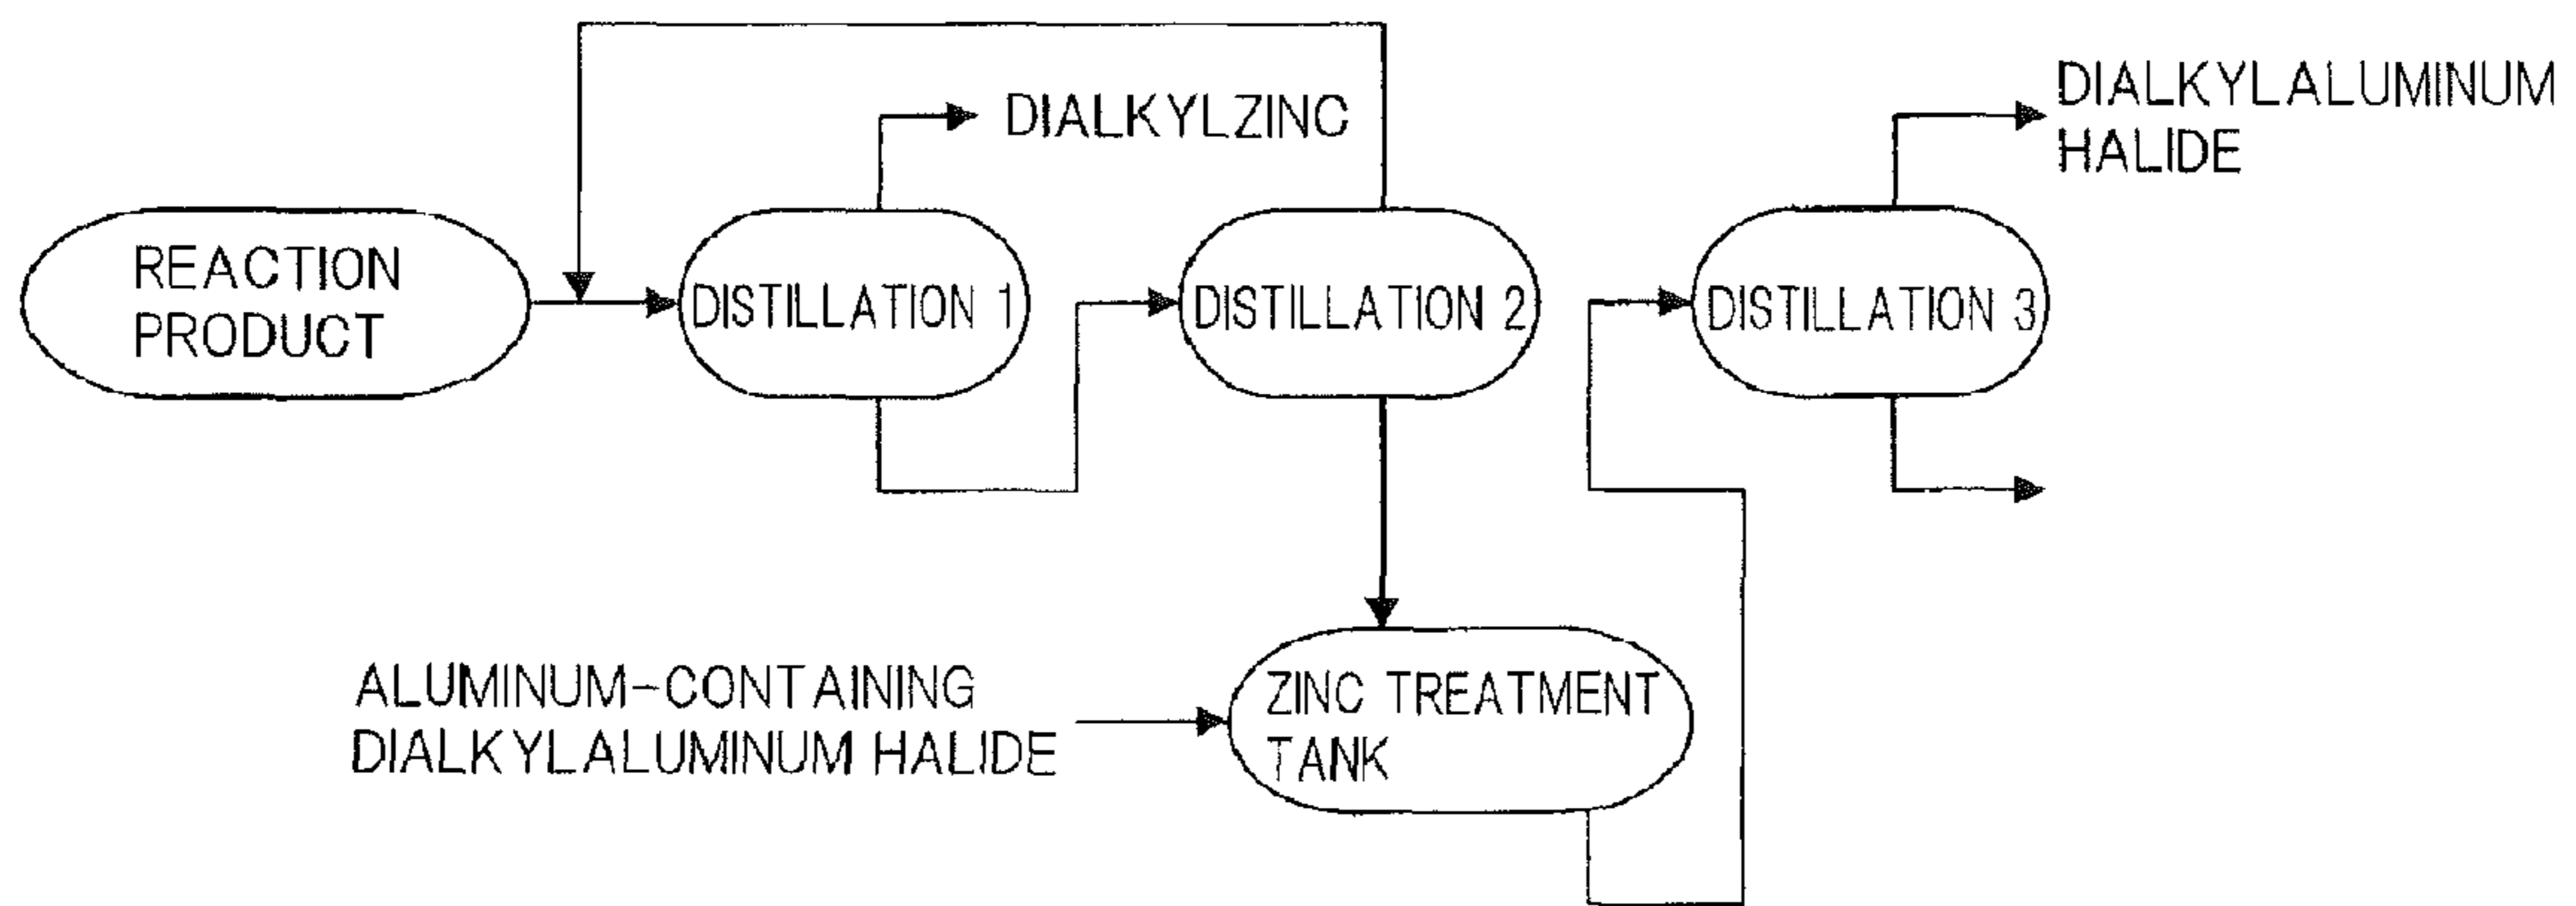 DIALKYLALUMINUM
HALIDE
DIALKYLZINC
REACTION
PRODUCT
DISTILLATION 1
DISTILLATION 2
DISTILLATION 3
ALUMINUM-CONTAINING
DIALKYLALUMINUM HALIDE
ZINC TREATMENT
TANK